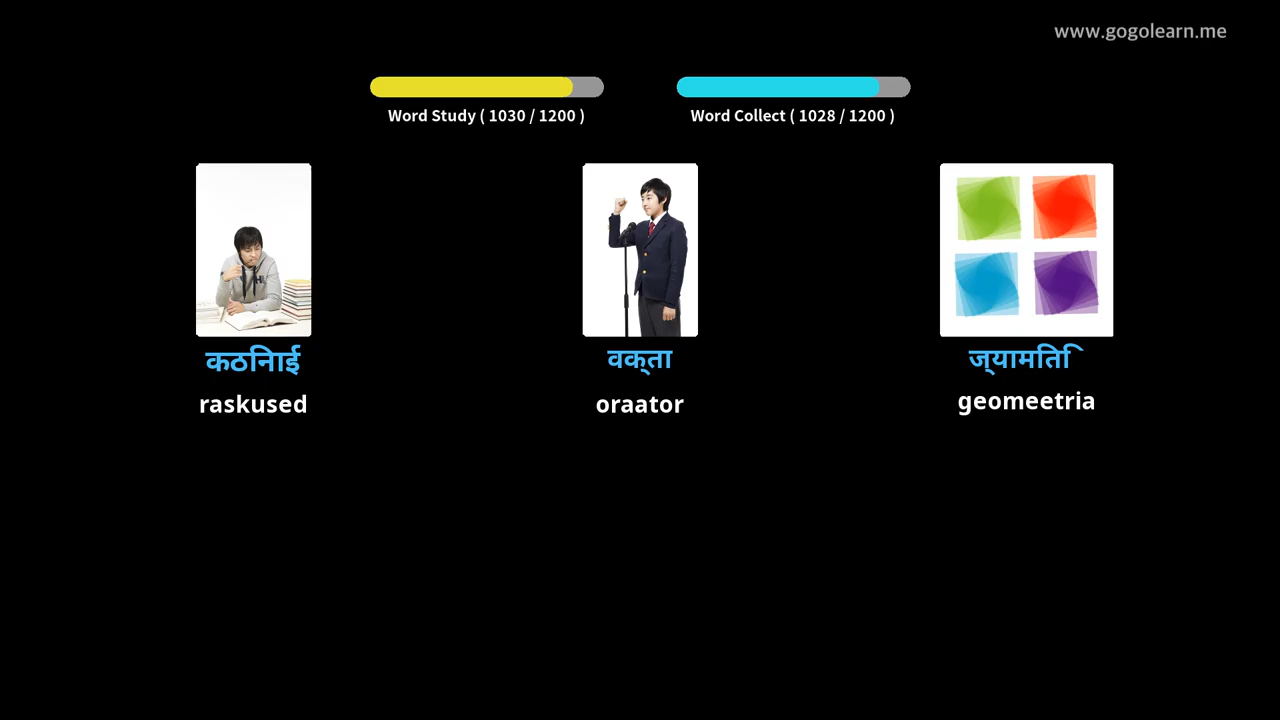 www.gogolearn.me
Word Study ( 1030 / 1200 )
Word Collect ( 1028 / 1200 )
कठिनाई
वक्ता
ज्यामिति
raskused
oraator
geomeetria